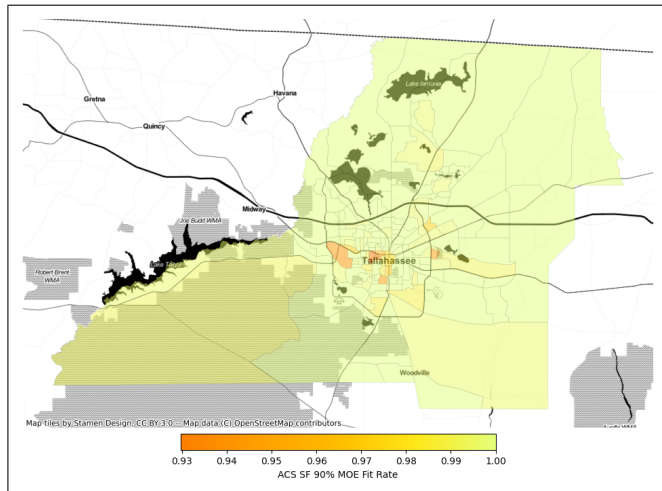 Lake Iamonia
Havana
Gretna
Quincy
Midway
Joe Budd WMA
Robert Brent
WMA
Tallahassee
Woodville
Map tiles by Stamen Design, CC BY 3.0 -- Map data (C) OpenStreetMap contributors
0.93 0.94 0.95 0.96 0.97 0.98 0.99 1.00
ACS SF 90% MOE Fit Rate